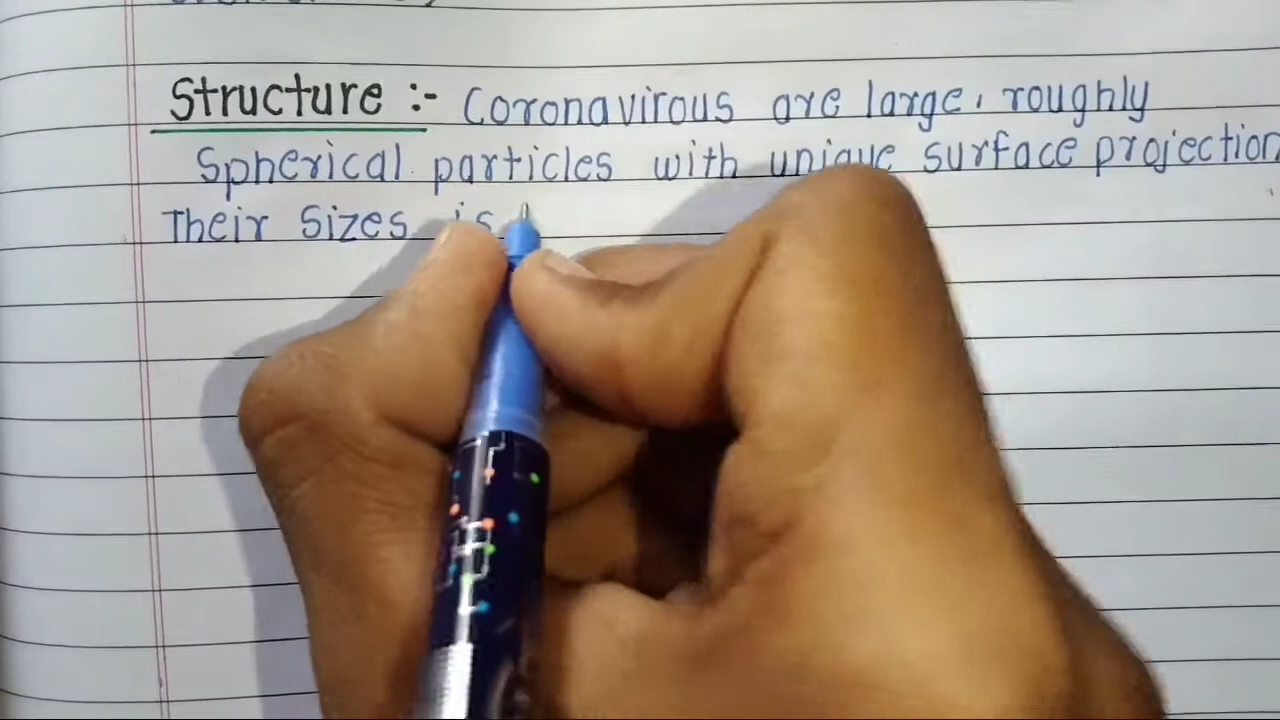 Structure :- Coronavirous are large, roughly
Spherical particles with unique surface projection
Their Sizes is